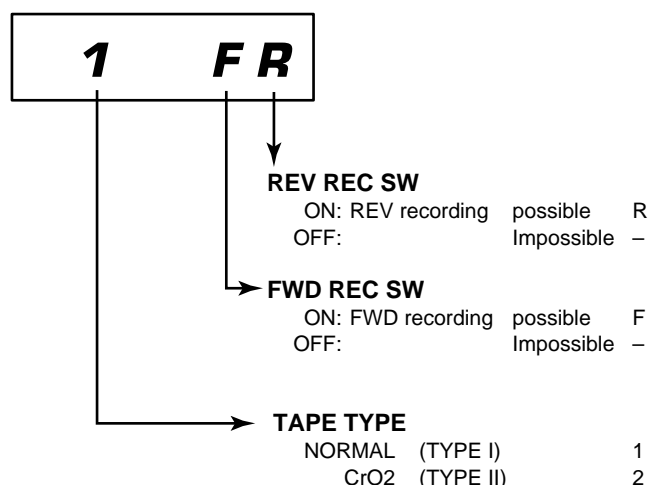 1 F R
REV REC SW
ON: REV recording possible R
OFF: Impossible –
FWD REC SW
ON: FWD recording possible F
OFF: Impossible –
TAPE TYPE
NORMAL (TYPE I) 1
CrO2 (TYPE II) 2